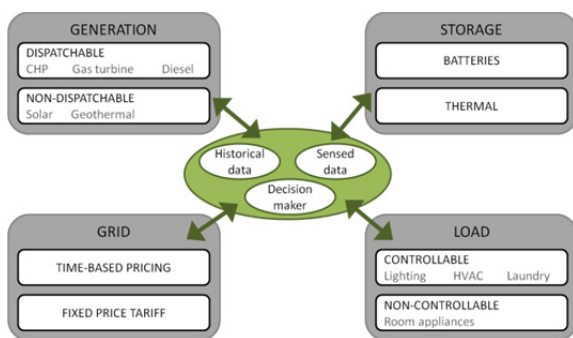 GENERATION
DISPATCHABLE
CHP Gas turbine Diesel
NON-DISPATCHABLE
Solar Geothermal
STORAGE
BATTERIES
THERMAL
Historical
data
Sensed
data
Decision
maker
GRID
TIME-BASED PRICING
FIXED PRICE TARIFF
LOAD
CONTROLLABLE
Lighting HVAC Laundry
NON-CONTROLLABLE
Room appliances